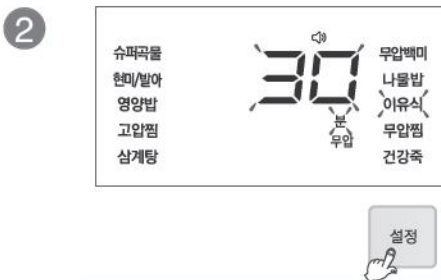 2
슈퍼곡물
현미/발아
영양밥
고압찜
삼계탕
30
분
무압
무압백미
나물밥
이유식
무압찜
건강죽
설정